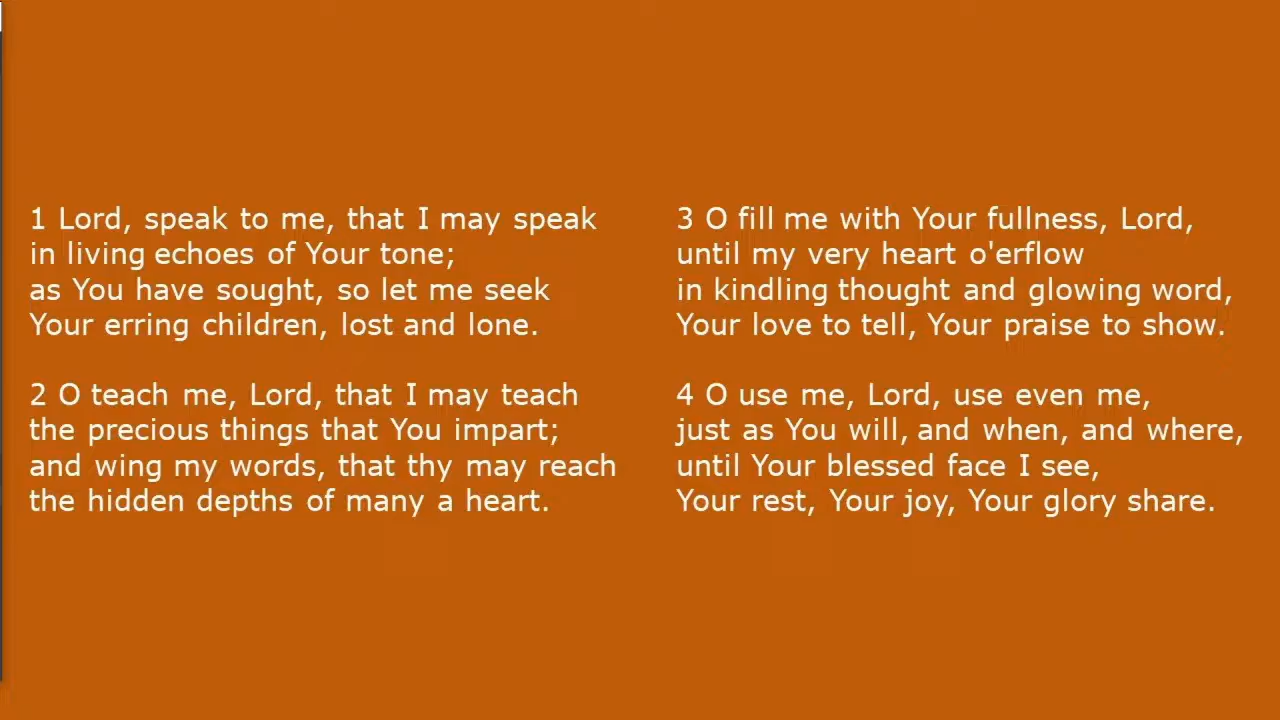 1 Lord, speak to me, that I may speak
in living echoes of Your tone;
as You have sought, so let me seek
Your erring children, lost and lone.
2 O teach me, Lord, that I may teach
the precious things that You impart;
and wing my words, that thy may reach
the hidden depths of many a heart.
3 O fill me with Your fullness, Lord,
until my very heart o'erflow
in kindling thought and glowing word,
Your love to tell, Your praise to show.
4 O use me, Lord, use even me,
just as You will, and when, and where,
until Your blessed face I see,
Your rest, Your joy, Your glory share.